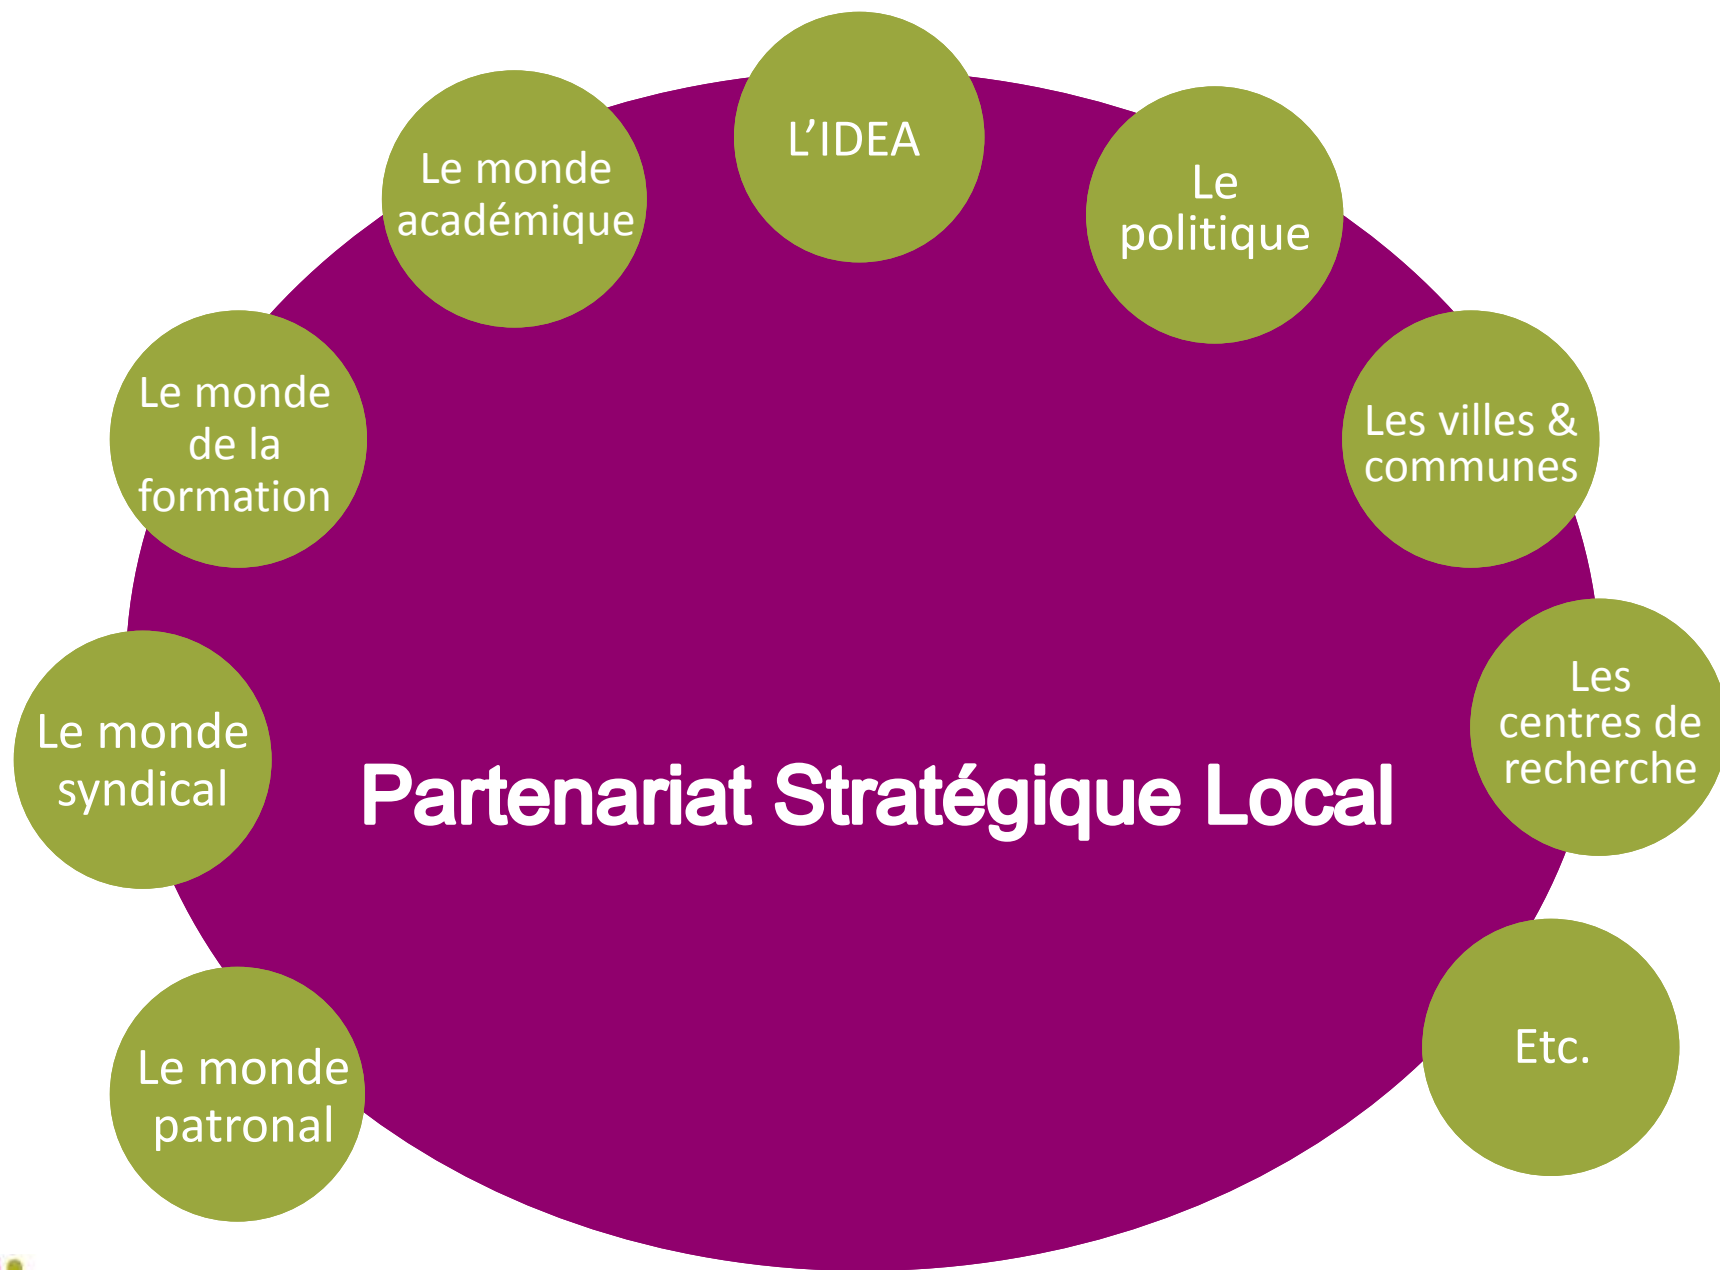 L’IDEA
Le monde
académique
Le
politique
Le monde
de la
formation
Les villes &
communes
Le monde
syndical
Les
centres de
recherche
Partenariat Stratégique Local
Le monde
patronal
Etc.